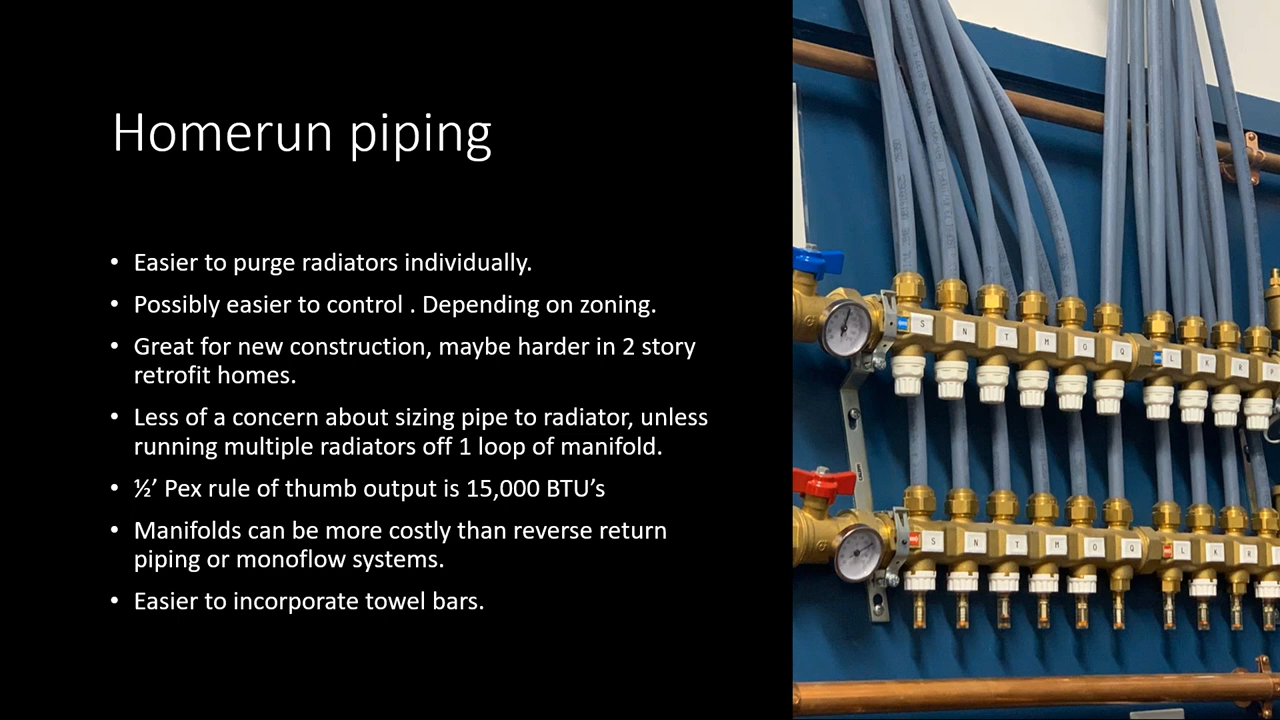 Homerun piping
• Easier to purge radiators individually.
• Possibly easier to control . Depending on zoning.
• Great for new construction, maybe harder in 2 story
retrofit homes.
• Less of a concern about sizing pipe to radiator, unless
running multiple radiators off 1 loop of manifold.
• ½’ Pex rule of thumb output is 15,000 BTU’s
• Manifolds can be more costly than reverse return
piping or monoflow systems.
• Easier to incorporate towel bars.
S N T M O Q L K R P
S N T M O Q L K R